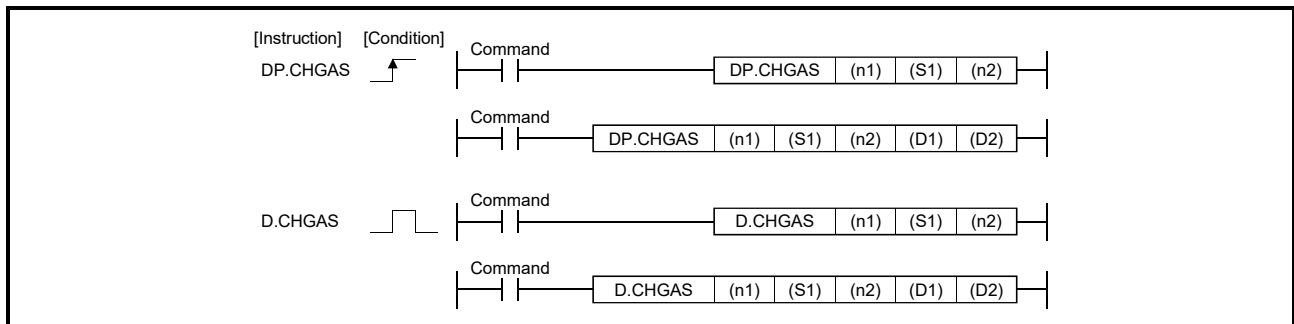 [Instruction] [Condition]
Command
DP.CHGAS DP.CHGAS (n1) (S1) (n2)
Command
DP.CHGAS (n1) (S1) (n2) (D1) (D2)
Command
D.CHGAS D.CHGAS (n1) (S1) (n2)
Command
D.CHGAS (n1) (S1) (n2) (D1) (D2)